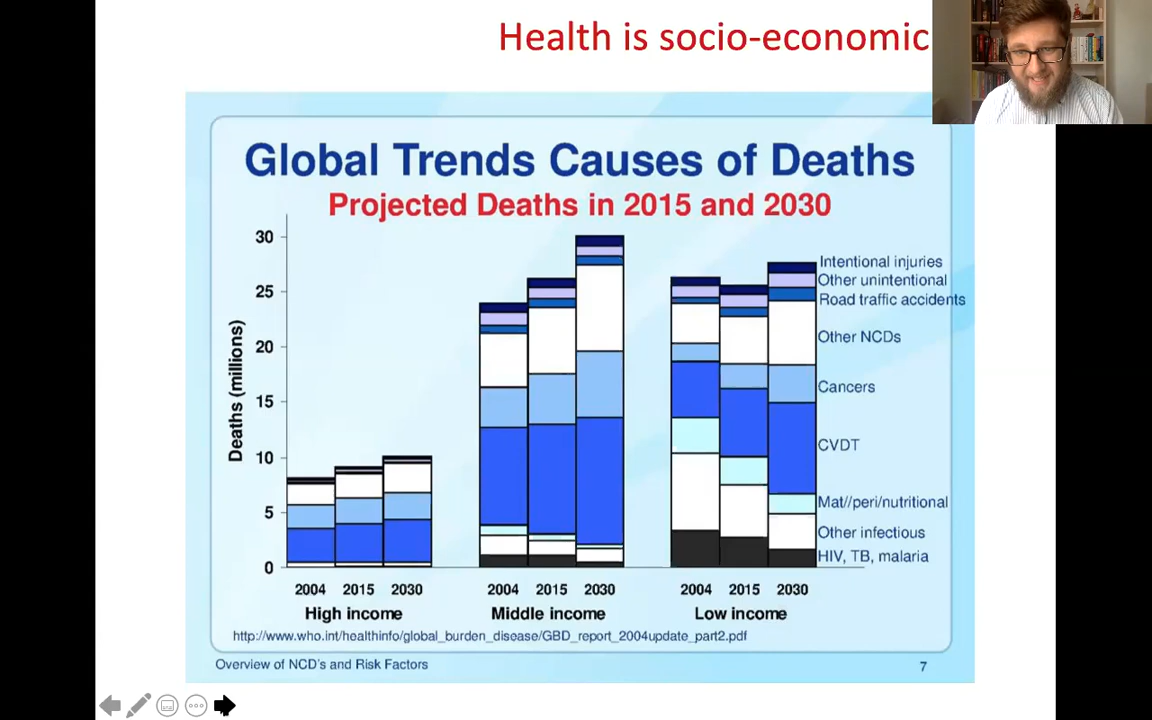 Health is socio-economic
Global Trends Causes of Deaths
Projected Deaths in 2015 and 2030
Deaths (millions)
30
25
20
15
10
5
0
Intentional injuries
Other unintentional
Road traffic accidents
Other NCDs
Cancers
CVDT
Mat//peri/nutritional
Other infectious
HIV, TB, malaria
2004 2015 2030 2004 2015 2030 2004 2015 2030
High income Middle income Low income
http://www.who.int/healthinfo/global_burden_disease/GBD_report_2004update_part2.pdf
Overview of NCD's and Risk Factors 7